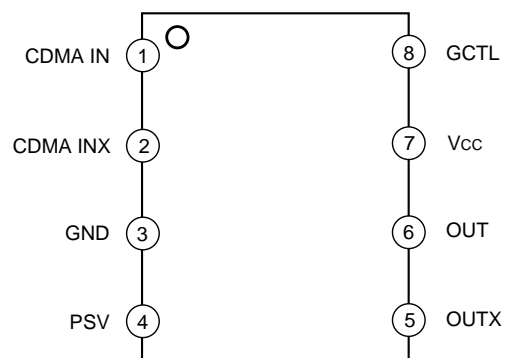 CDMA IN 1 8 GCTL
CDMA INX 2 7 Vcc
GND 3 6 OUT
PSV 4 5 OUTX